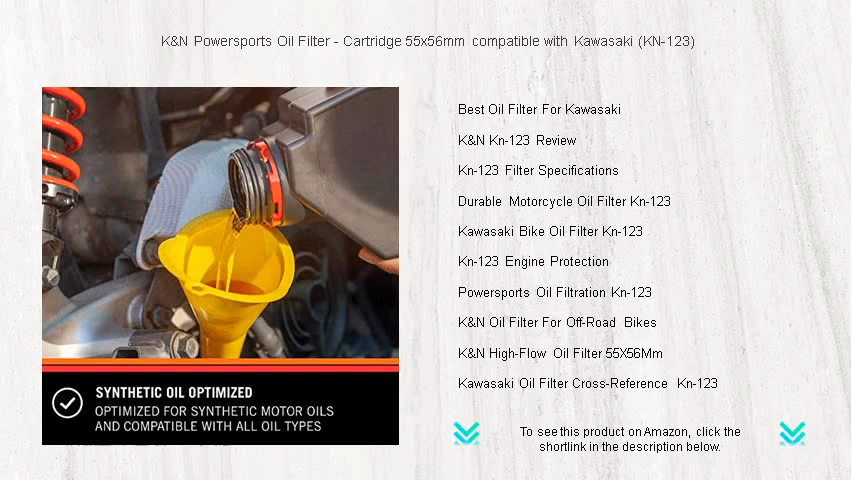 K&N Powersports Oil Filter - Cartridge 55x56mm compatible with Kawasaki (KN-123)
Best Oil Filter For Kawasaki
K&N Kn-123 Review
Kn-123 Filter Specifications
Durable Motorcycle Oil Filter Kn-123
Kawasaki Bike Oil Filter Kn-123
Kn-123 Engine Protection
Powersports Oil Filtration Kn-123
K&N Oil Filter For Off-Road Bikes
K&N High-Flow Oil Filter 55X56Mm
Kawasaki Oil Filter Cross-Reference Kn-123
SYNTHETIC OIL OPTIMIZED
OPTIMIZED FOR SYNTHETIC MOTOR OILS
AND COMPATIBLE WITH ALL OIL TYPES
To see this product on Amazon, click the
shortlink in the description below.